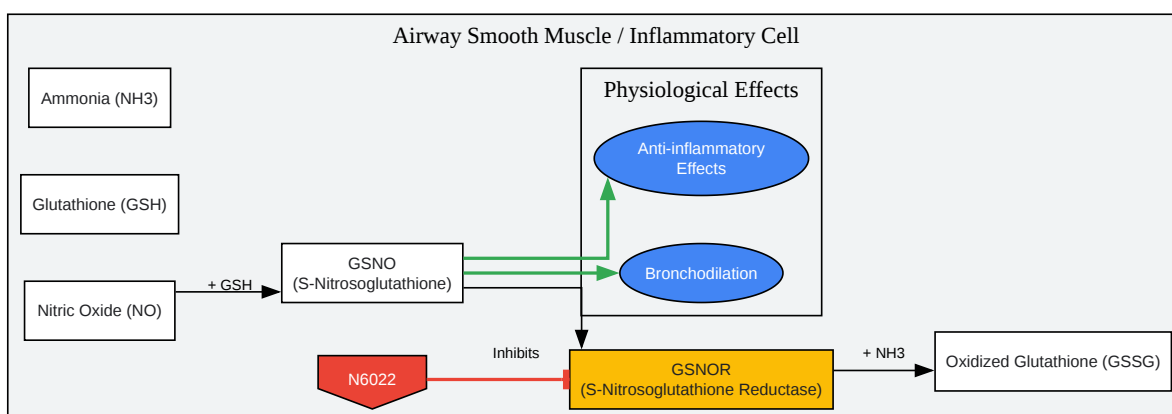 Airway Smooth Muscle / Inflammatory Cell
Ammonia (NH3)
Physiological Effects
Anti-inflammatory
Effects
Glutathione (GSH)
GSNO
(S-Nitrosoglutathione)
Bronchodilation
Nitric Oxide (NO)
+ GSH
Inhibits
N6022
GSNOR
(S-Nitrosoglutathione Reductase)
+ NH3
Oxidized Glutathione (GSSG)